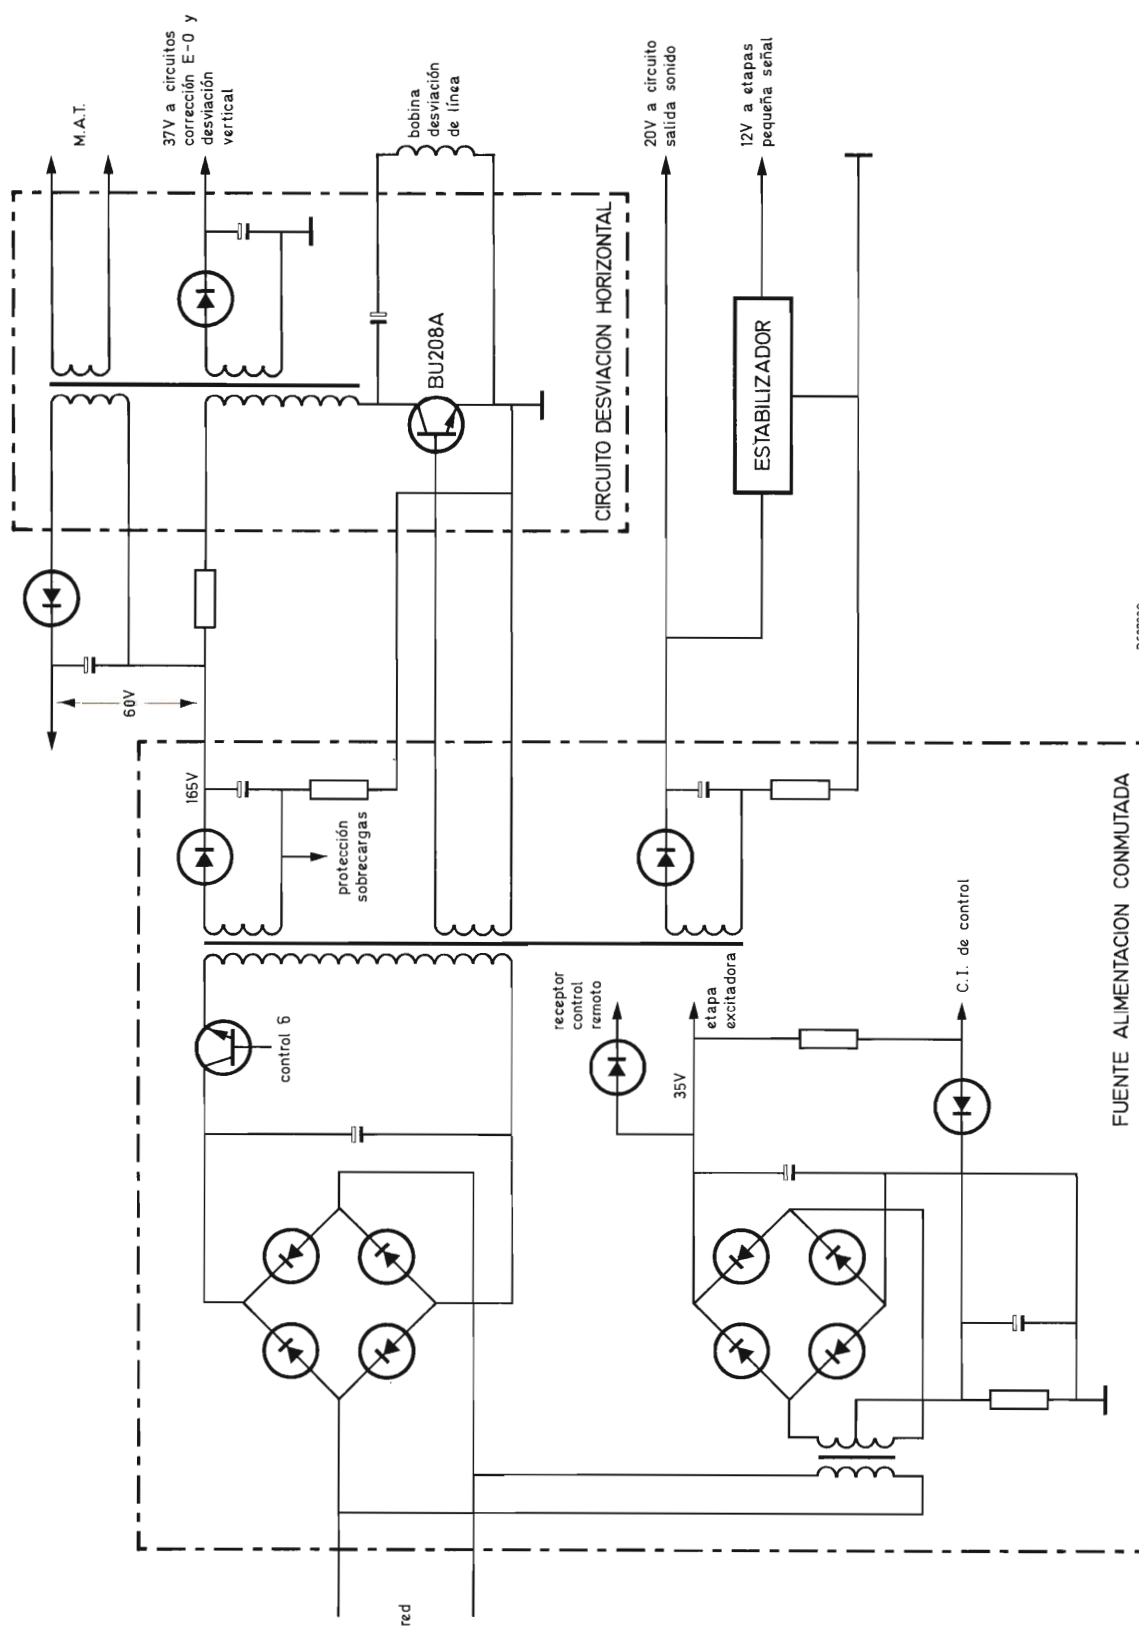 M.A.T.
37V a circuitos
corrección E-O y
desviación
vertical
60V
165V
protección
sobrecargas
bobina
desviación
de línea
BU208A
CIRCUITO DESVIACION HORIZONTAL
20V a circuito
salida sonido
12V a etapas
pequeña señal
ESTABILIZADOR
control 6
receptor
control
remoto
35V
etapa
excitadora
C.I. de control
red
FUENTE ALIMENTACION CONMUTADA